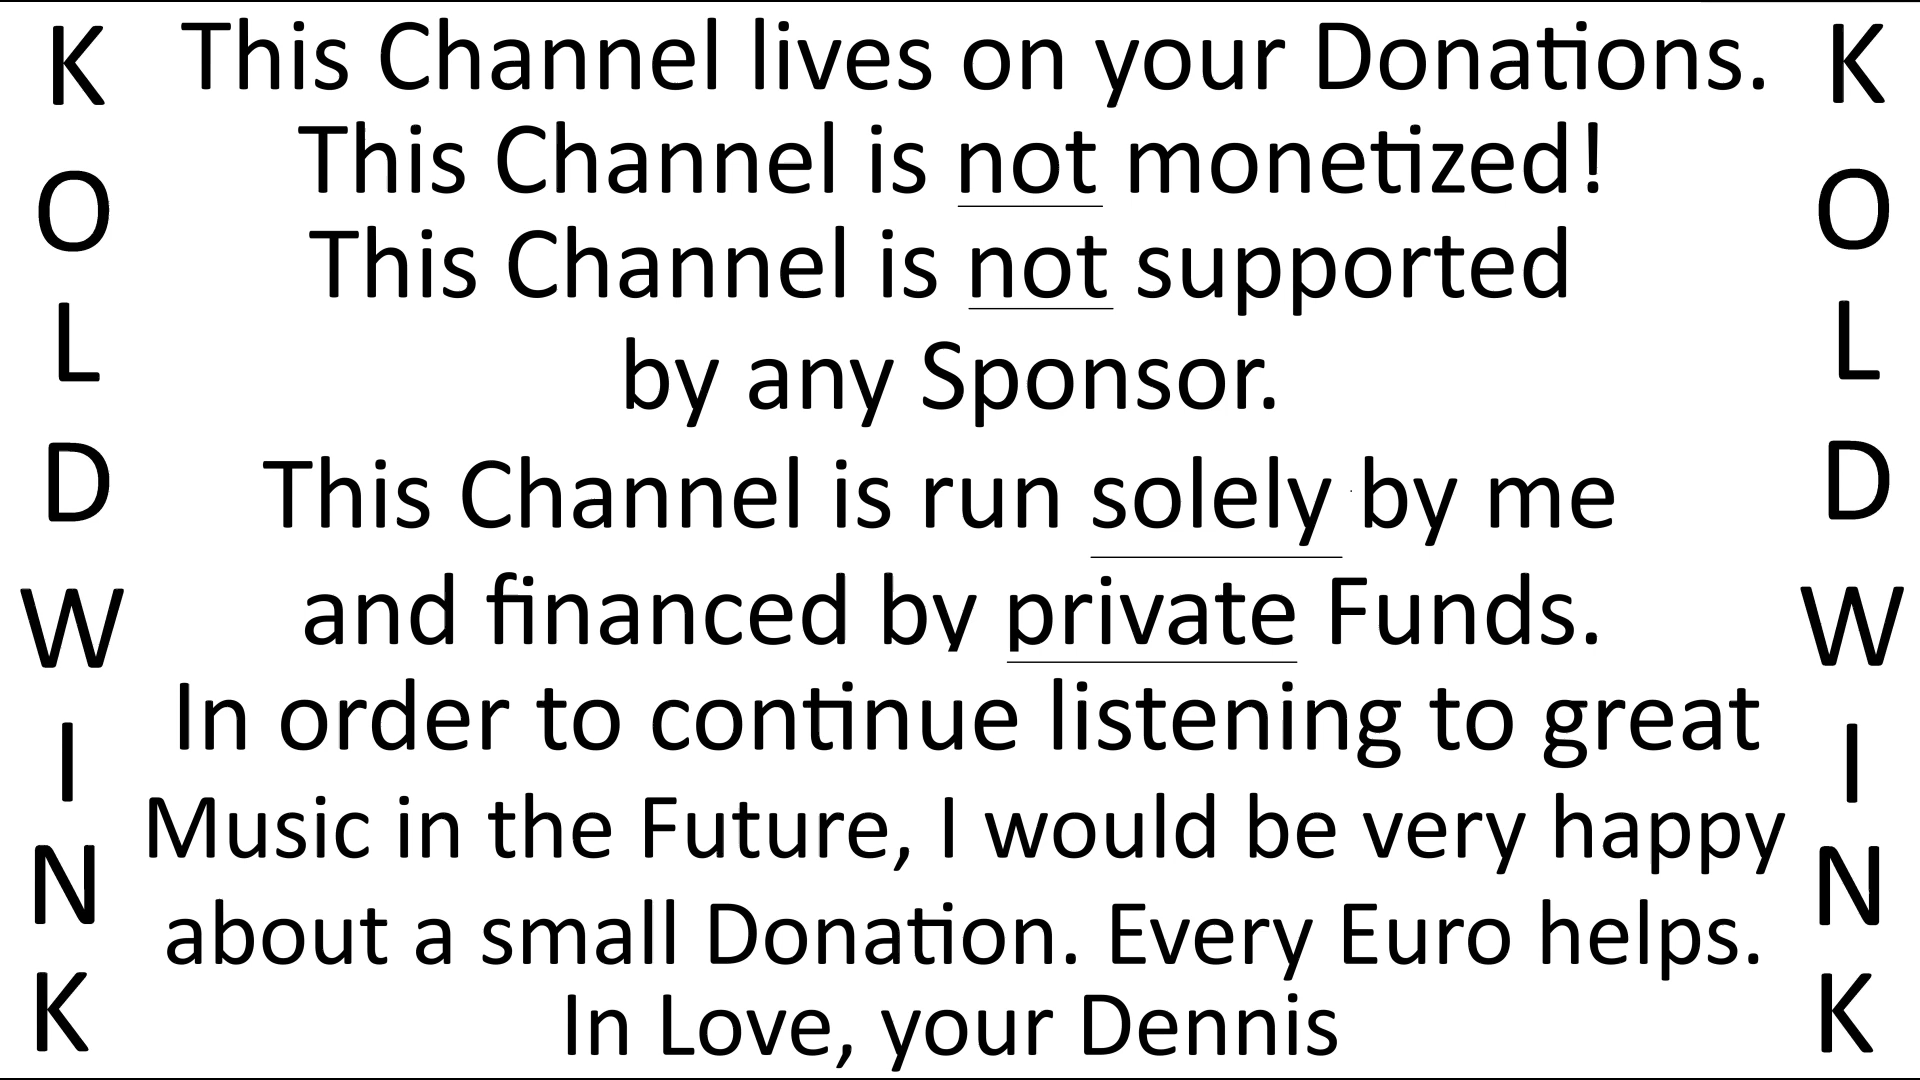 This Channel lives on your Donations.
This Channel is not monetized!
This Channel is not supported
by any Sponsor.
This Channel is run solely by me
and financed by private Funds.
In order to continue listening to great
Music in the Future, I would be very happy
about a small Donation. Every Euro helps.
In Love, your Dennis
K
O
L
D
W
I
N
K
K
O
L
D
W
I
N
K